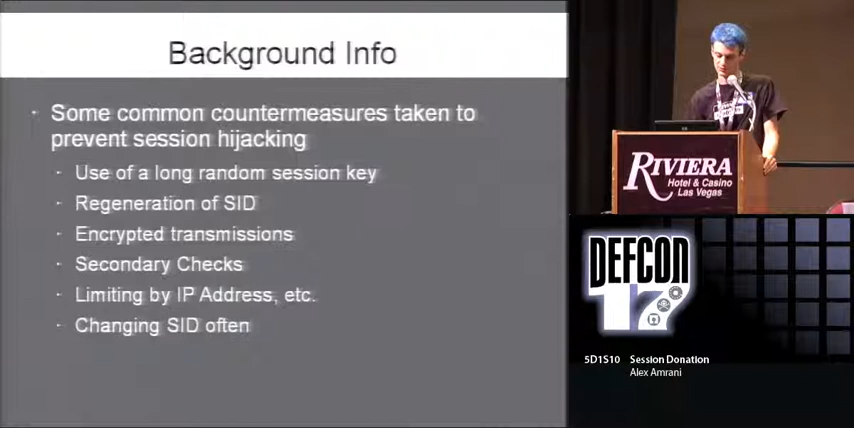 Background Info
Some common countermeasures taken to
prevent session hijacking
Use of a long random session key
Regeneration of SID
Encrypted transmissions
Secondary Checks
Limiting by IP Address, etc.
Changing SID often
RIVIERA
Hotel & Casino
Las Vegas
DEFCON
17
5D1S10 Session Donation
Alex Amrani